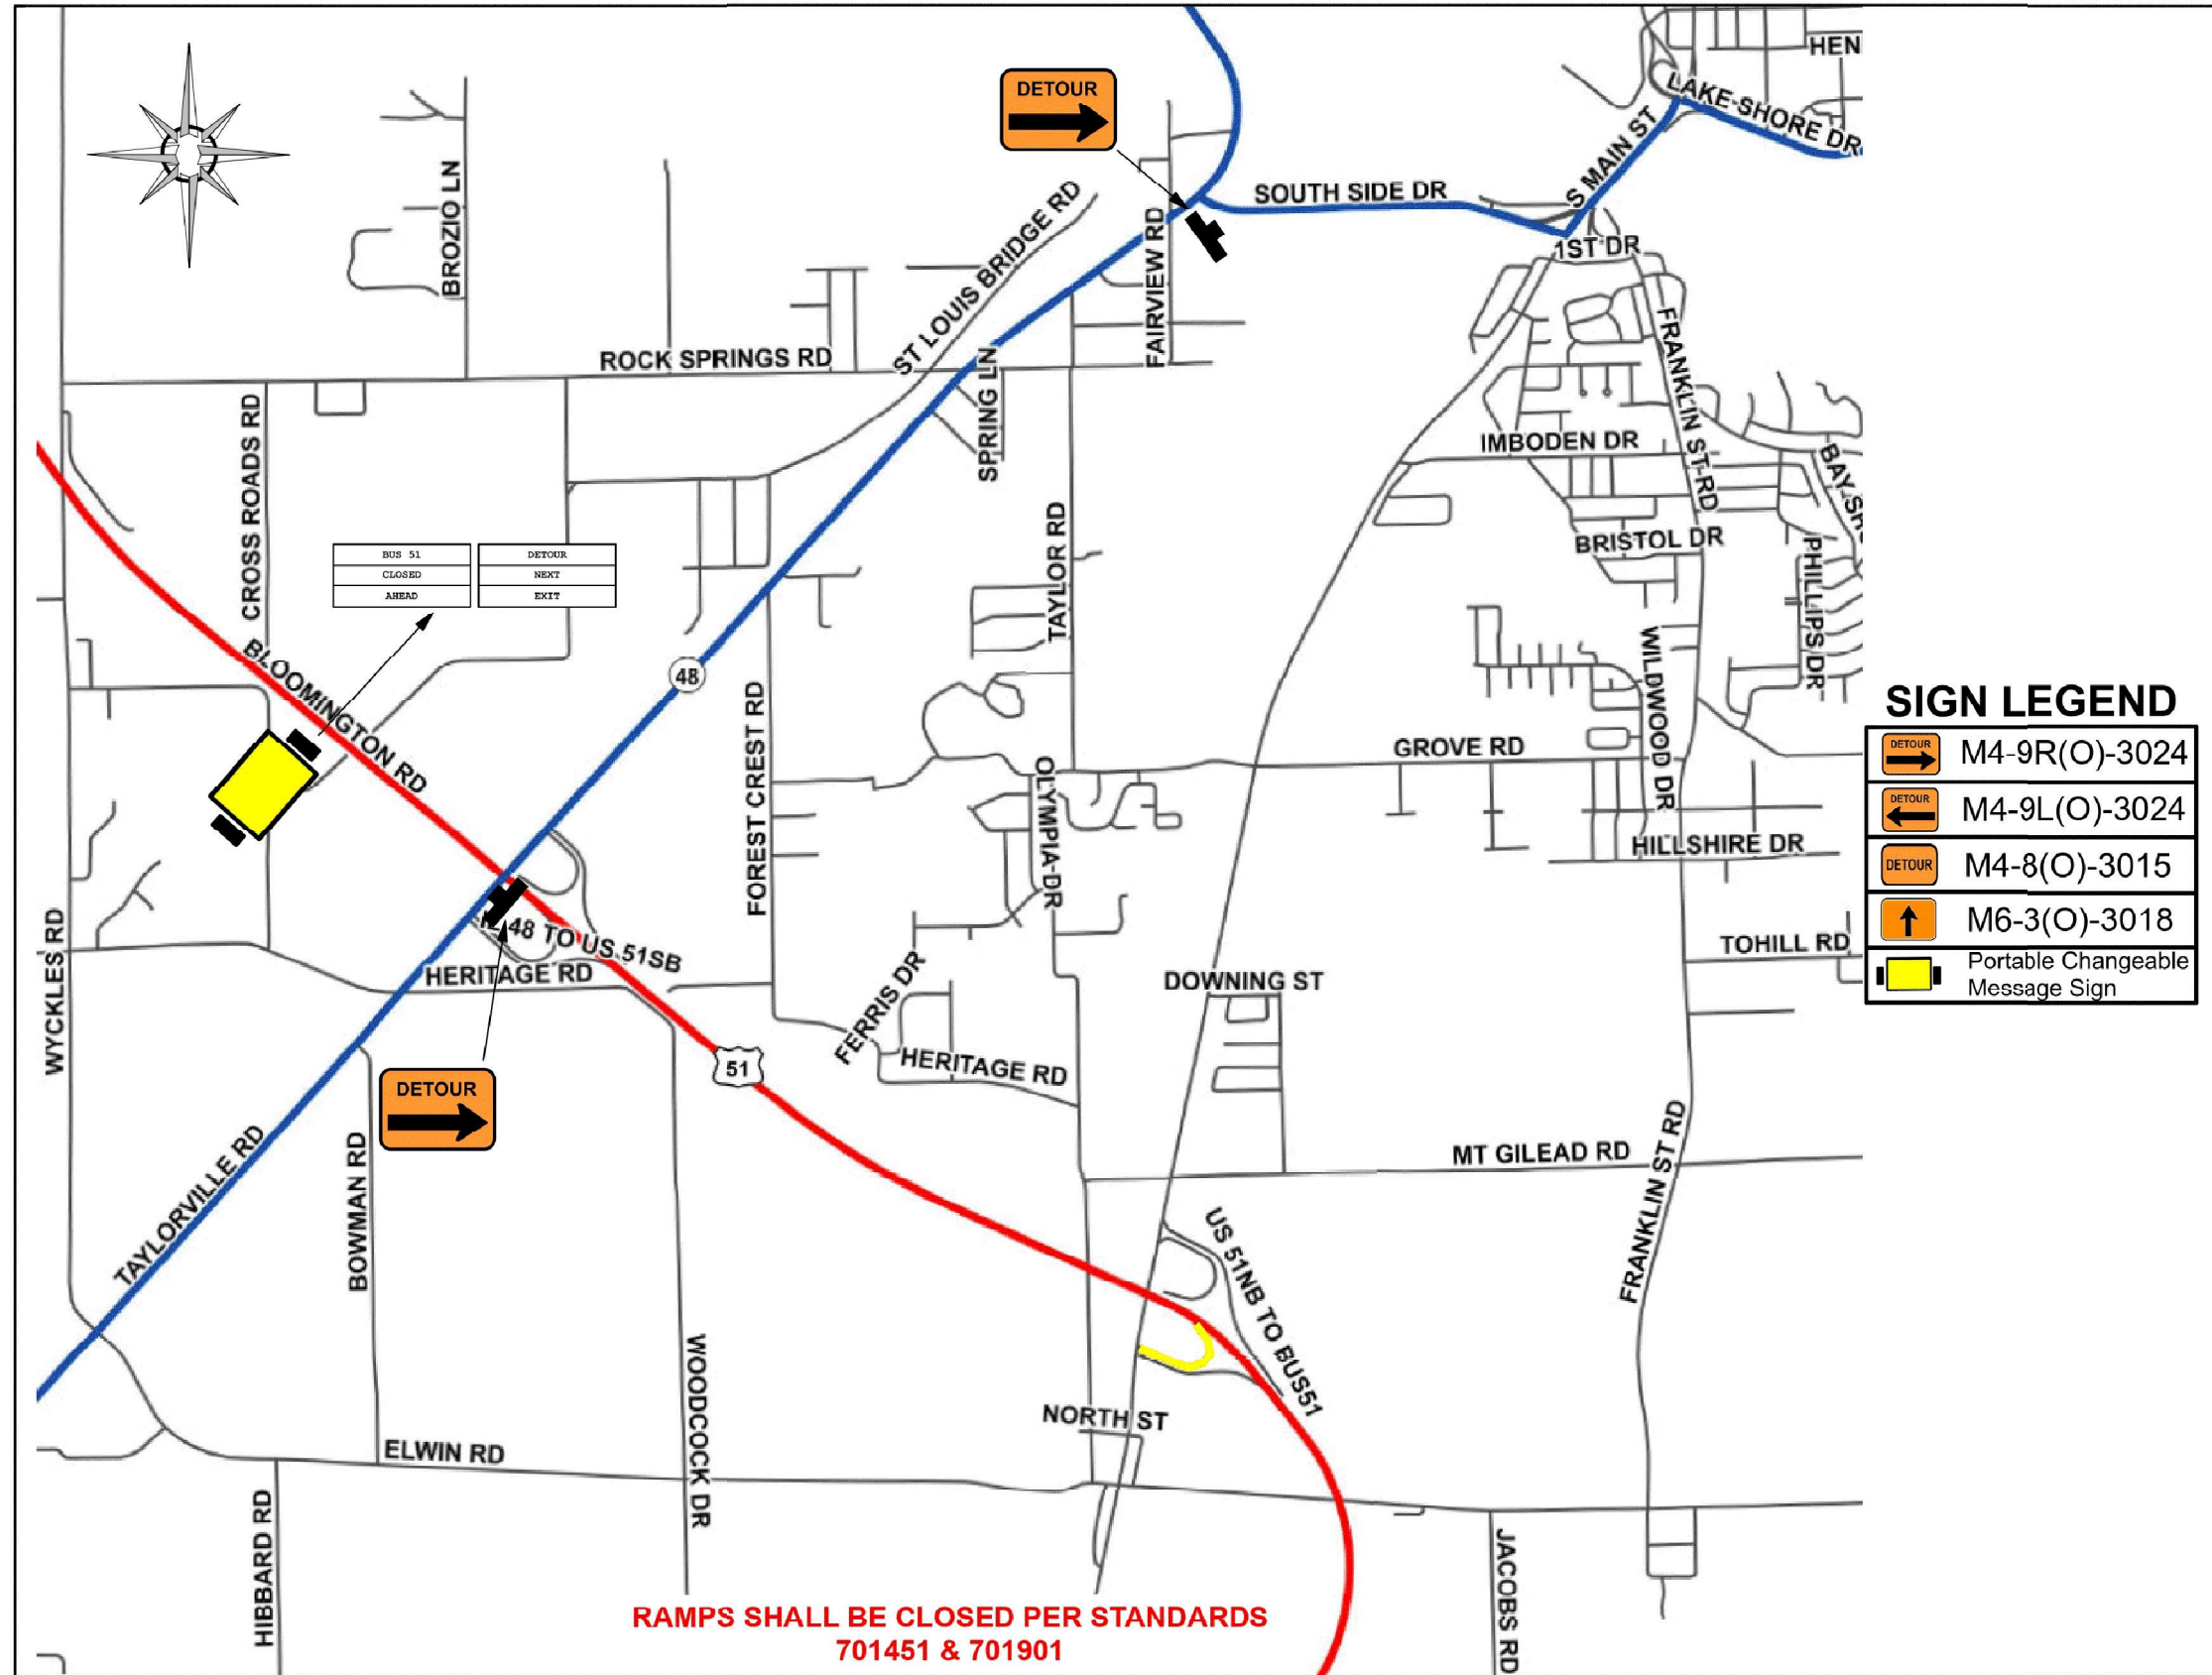 HEN
LAKE SHORE DR
DETOUR
S MAIN ST
BROZIO LN
ST LOUIS BRIDGE RD
SOUTH SIDE DR
FAIRVIEW RD
1ST DR
ROCK SPRINGS RD
SPRING LN
FRANKLIN ST RD
CROSS ROADS RD
IMBODEN DR
BAY SH
TAYLOR RD
BRISTOL DR
PHILLIPS DR
BUS 51
CLOSED
AHEAD
DETOUR
NEXT
EXIT
BLOOMINGTON RD
48
FOREST CREST RD
WILDWOOD DR
GROVE RD
OLYMPIA DR
HILLSHIRE DR
SIGN LEGEND
DETOUR
M4-9R(O)-3024
DETOUR
M4-9L(O)-3024
DETOUR
M4-8(O)-3015
M6-3(O)-3018
Portable Changeable
Message Sign
WYCKLES RD
48 TO US 51SB
HERITAGE RD
FERRIS DR
DOWNING ST
TOHILL RD
HERITAGE RD
51
DETOUR
TAYLORVILLE RD
BOWMAN RD
MT GILEAD RD
FRANKLIN ST RD
US 51NB TO BUS51
WOODCOCK DR
NORTH ST
ELWIN RD
HIBBARD RD
JACOBS RD
RAMPS SHALL BE CLOSED PER STANDARDS
701451 & 701901